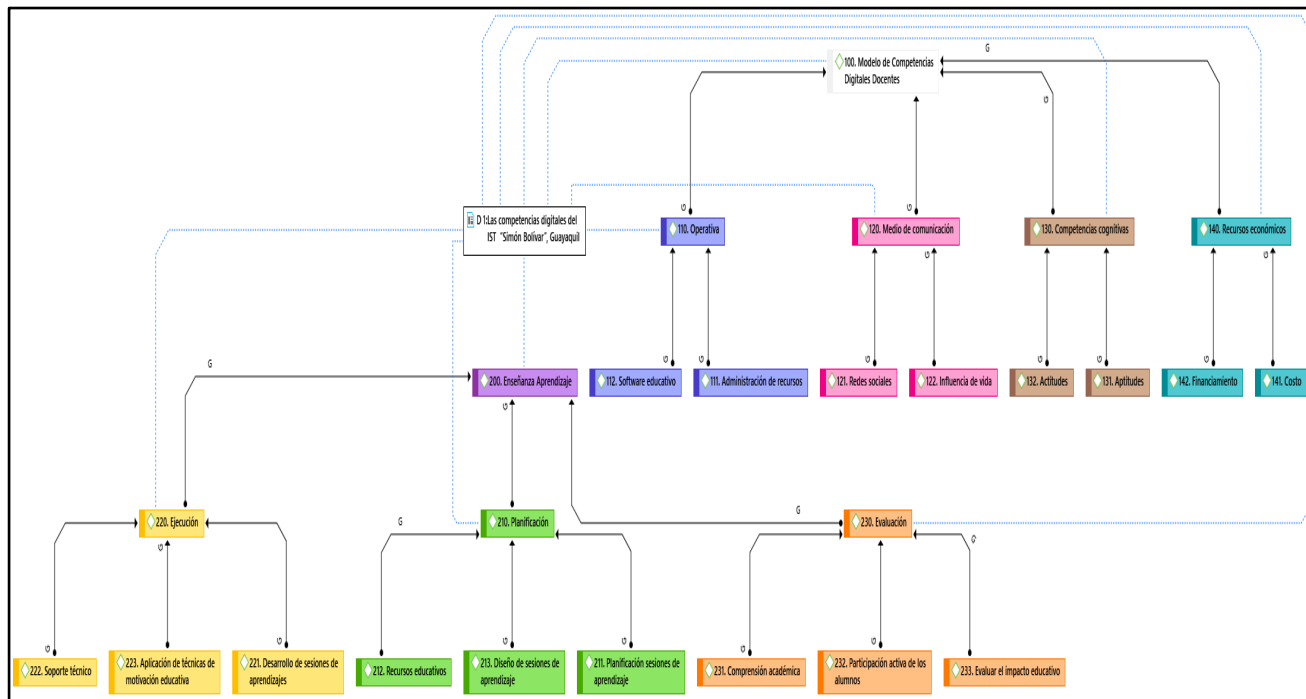 G
100. Modelo de Competencias
Digitales Docentes
G
D 1:Las competencias digitales del
IST "Simón Bolívar", Guayaquil
G
110. Operativa
G
120. Medio de comunicación
G
130. Competencias cognitivas
G
140. Recursos económicos
G
G
G
G
G
G
G
G
G
200. Enseñanza Aprendizaje
112. Software educativo
111. Administración de recursos
121. Redes sociales
122. Influencia de vida
132. Actitudes
131. Aptitudes
142. Financiamiento
141. Costo
G
220. Ejecución
G
G
210. Planificación
G
230. Evaluación
G
G
G
G
G
G
G
G
222. Soporte técnico
223. Aplicación de técnicas de
motivación educativa
221. Desarrollo de sesiones de
aprendizajes
212. Recursos educativos
213. Diseño de sesiones de
aprendizaje
211. Planificación sesiones de
aprendizaje
231. Comprensión académica
232. Participación activa de los
alumnos
233. Evaluar el impacto educativo